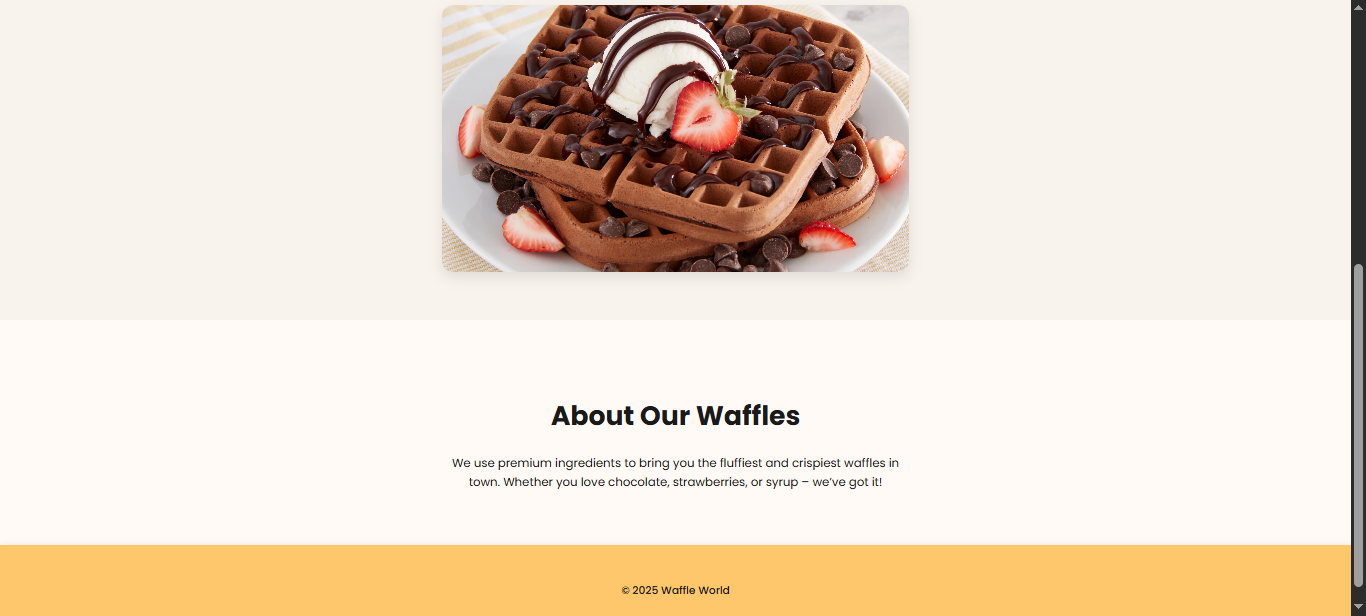 About Our Waffles
We use premium ingredients to bring you the fluffiest and crispiest waffles in
town. Whether you love chocolate, strawberries, or syrup – we’ve got it!
© 2025 Waffle World